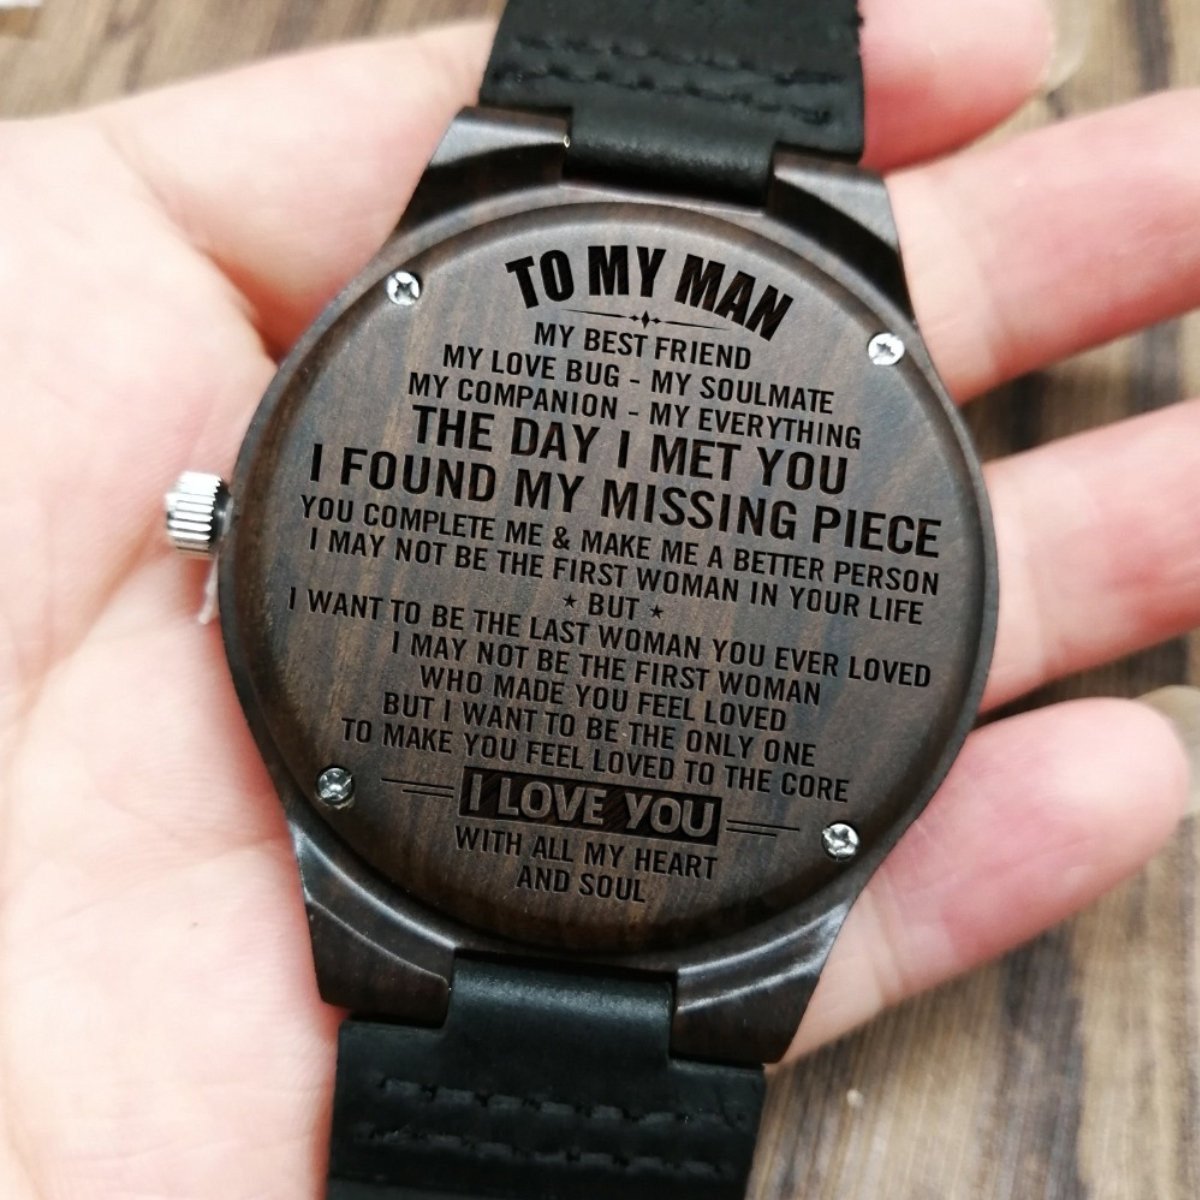 TO MY MAN
MY BEST FRIEND
MY LOVE BUG - MY SOULMATE
MY COMPANION - MY EVERYTHING
THE DAY I MET YOU
I FOUND MY MISSING PIECE
YOU COMPLETE ME & MAKE ME A BETTER PERSON
I MAY NOT BE THE FIRST WOMAN IN YOUR LIFE
★ BUT ★
I WANT TO BE THE LAST WOMAN YOU EVER LOVED
I MAY NOT BE THE FIRST WOMAN
WHO MADE YOU FEEL LOVED
BUT I WANT TO BE THE ONLY ONE
TO MAKE YOU FEEL LOVED TO THE CORE
I LOVE YOU
WITH ALL MY HEART
AND SOUL